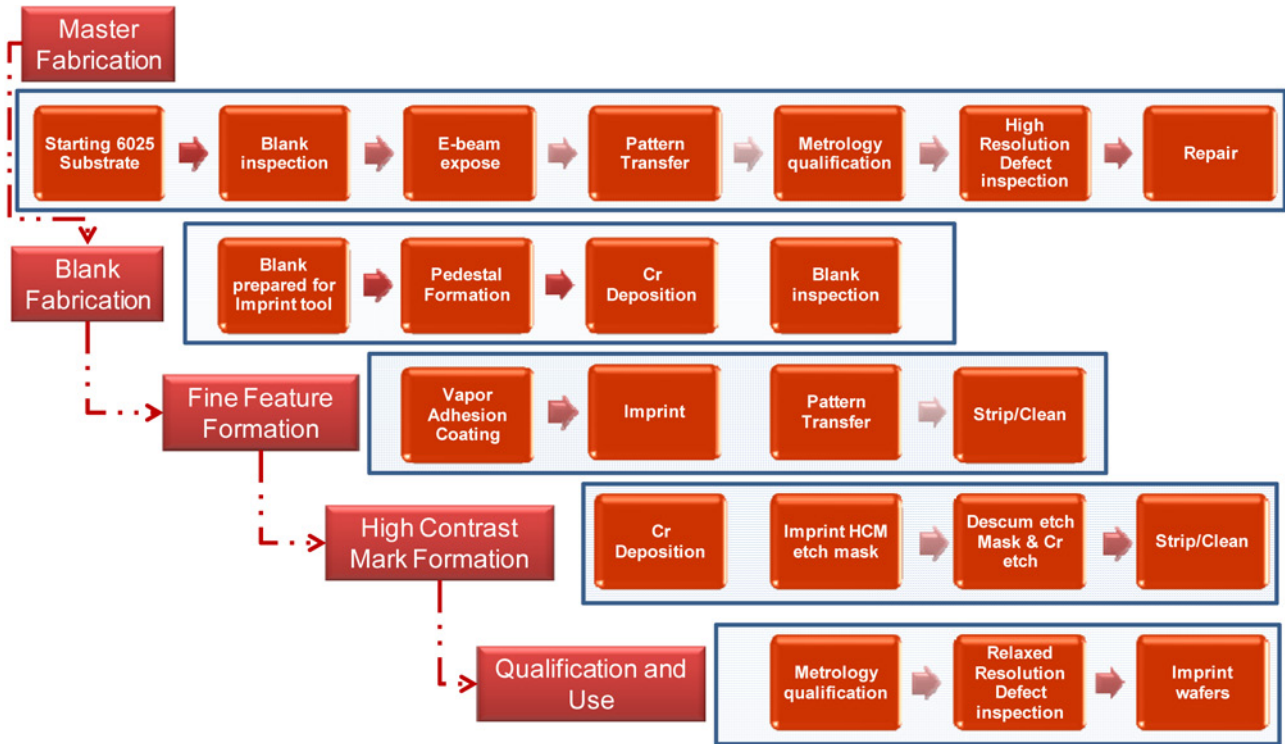 Master
Fabrication
Starting 6025
Substrate
Blank
inspection
E-beam
expose
Pattern
Transfer
Metrology
qualification
High
Resolution
Defect
inspection
Repair
Blank
Fabrication
Blank
prepared for
Imprint tool
Pedestal
Formation
Cr
Deposition
Blank
inspection
Fine Feature
Formation
Vapor
Adhesion
Coating
Imprint
Pattern
Transfer
Strip/Clean
High Contrast
Mark Formation
Cr
Deposition
Imprint HCM
etch mask
Descum etch
Mask & Cr
etch
Strip/Clean
Qualification and
Use
Metrology
qualification
Relaxed
Resolution
Defect
inspection
Imprint
wafers